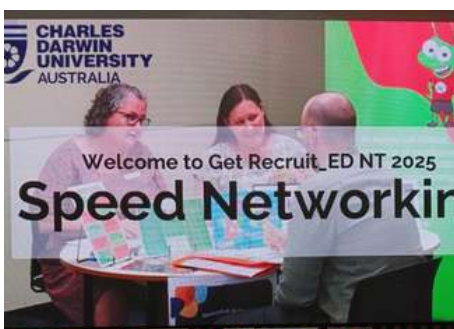 CHARLES
DARWIN
UNIVERSITY
AUSTRALIA
Welcome to Get Recruit_ED NT 2025
Speed Networkin